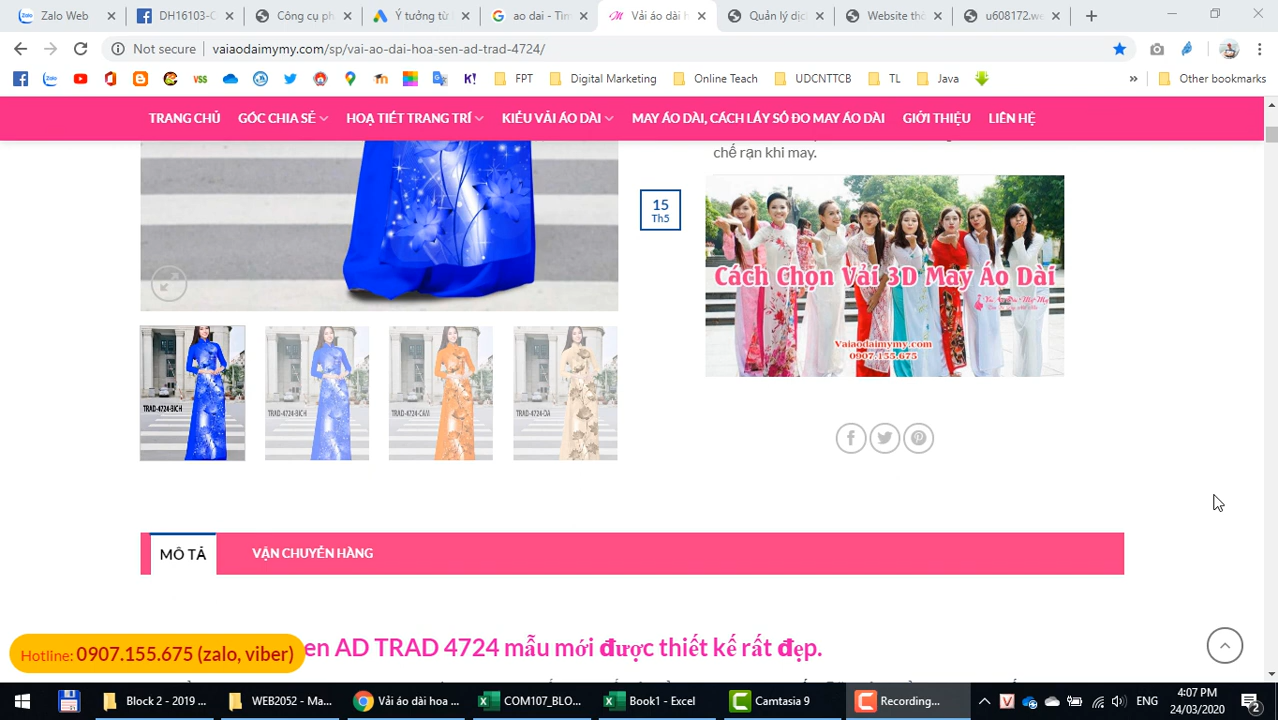 Zalo Web
DH16103-C
Công cụ ph
Ý tưởng từ l
ao dai - Tìm
Vải áo dài h
Quản lý dịc
Website thờ
u608172.we
Not secure
vaiaodaimymy.com/sp/vai-ao-dai-hoa-sen-ad-trad-4724/
FPT
Digital Marketing
Online Teach
UDCNTTCB
TL
Java
»
Other bookmarks
TRANG CHỦ
GÓC CHIA SẺ
HOẠ TIẾT TRANG TRÍ
KIỂU VẢI ÁO DÀI
MAY ÁO DÀI, CÁCH LẤY SỐ ĐO MAY ÁO DÀI
GIỚI THIỆU
LIÊN HỆ
chế rạn khi may.
15
Th5
Cách Chọn Vải 3D May Áo Dài
Vaiaodaimymy.com
0907.155.675
TRAD-4724-BICH
TRAD-4724-BICH
TRAD-4724-CAM
TRAD-4724-DA
MÔ TẢ
VẬN CHUYỂN HÀNG
en AD TRAD 4724 mẫu mới được thiết kế rất đẹp.
Hotline: 0907.155.675 (zalo, viber)
Block 2 - 2019 ...
WEB2052 - Ma...
Vải áo dài hoa ...
COM107_BLO...
Book1 - Excel
Camtasia 9
Recording...
ENG
4:07 PM
24/03/2020
2